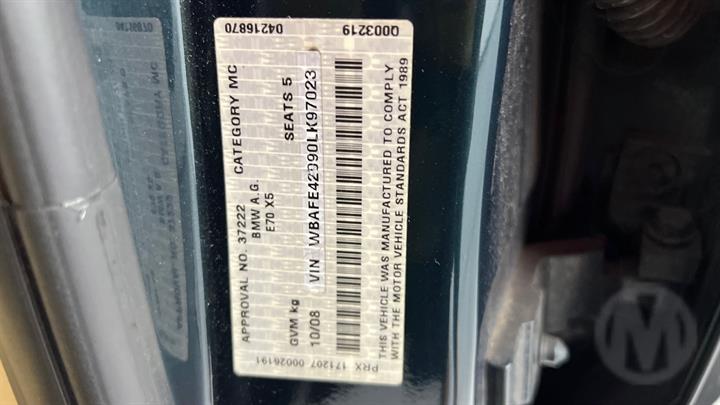 04216870 Q003219
APPROVAL NO. 37222 CATEGORY MC
BMW A.G.
E70 X5 SEATS 5
GVM kg
10/08 VIN WBAFE42090LK97023
THIS VEHICLE WAS MANUFACTURED TO COMPLY
WITH THE MOTOR VEHICLE STANDARDS ACT 1989
PRX 171207 00026191
M